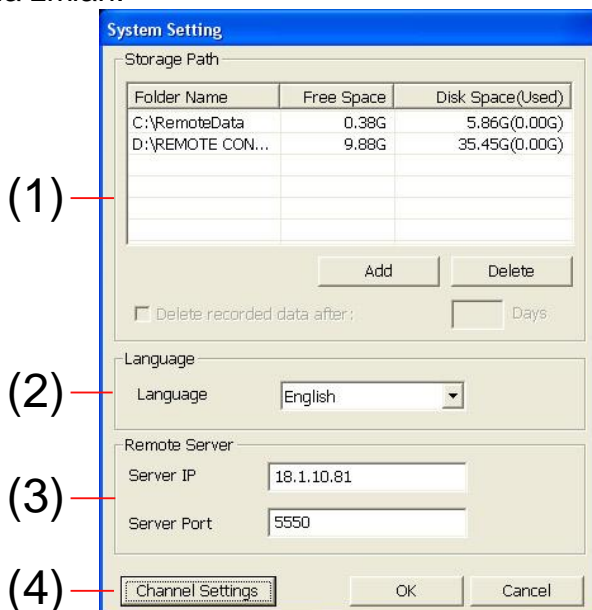 System Setting
Storage Path
Folder Name Free Space Disk Space(Used)
C:\RemoteData 0.38G 5.86G(0.00G)
D:\REMOTE CON... 9.88G 35.45G(0.00G)
(1)
Add Delete
Delete recorded data after: Days
Language
(2) Language English
Remote Server
Server IP 18.1.10.81
(3)
Server Port 5550
(4) Channel Settings OK Cancel